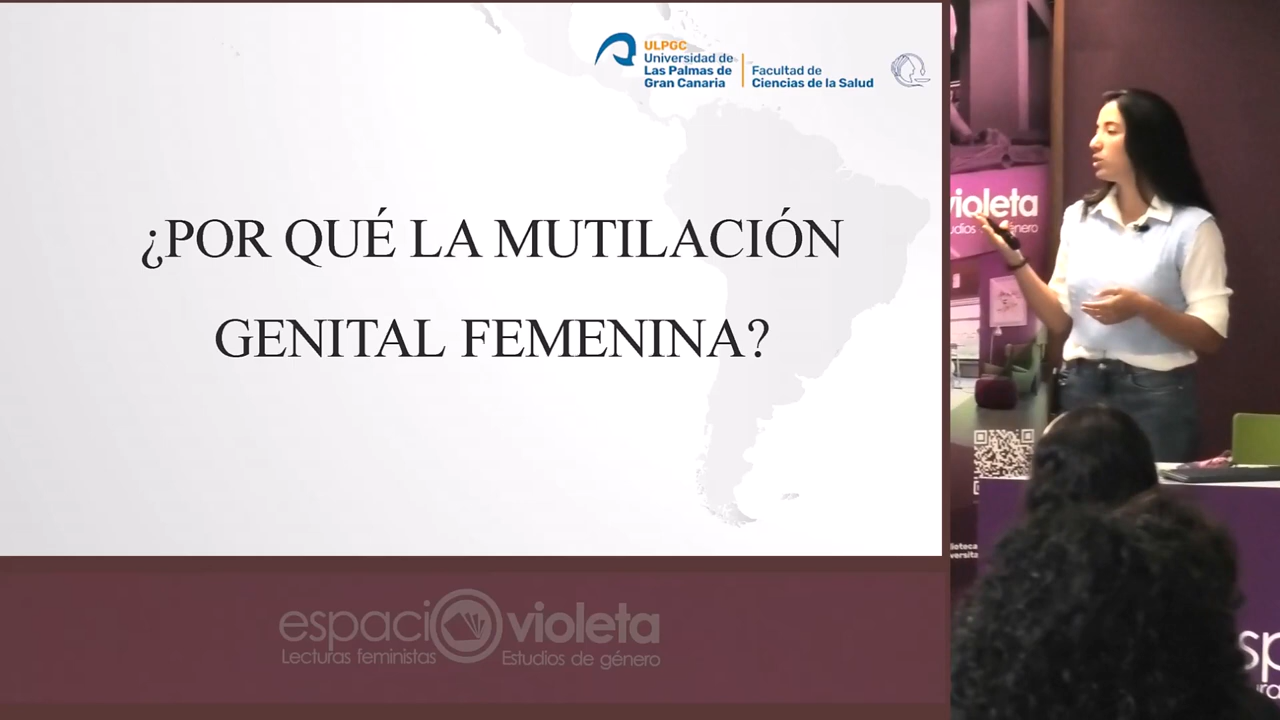 ULPGC
Universidad de
Las Palmas de
Gran Canaria
Facultad de
Ciencias de la Salud
¿POR QUÉ LA MUTILACIÓN
GENITAL FEMENINA?
espacio violeta
Lecturas feministas
Estudios de género
violeta
género